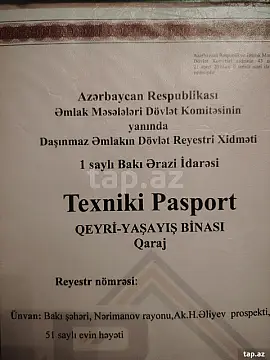 Azərbaycan Respublikası
Əmlak Məsələləri Dövlət Komitəsinin
yanında
Daşınmaz Əmlakın Dövlət Reyestri Xidməti
1 saylı Bakı Ərazi İdarəsi
tap.az
Texniki Pasport
QEYRİ-YAŞAYIŞ BİNASI
Qaraj
Reyestr nömrəsi:
Ünvan: Bakı şəhəri, Nərimanov rayonu,Ak.H.Əliyev prospekti,
51 saylı evin həyəti
tap.az